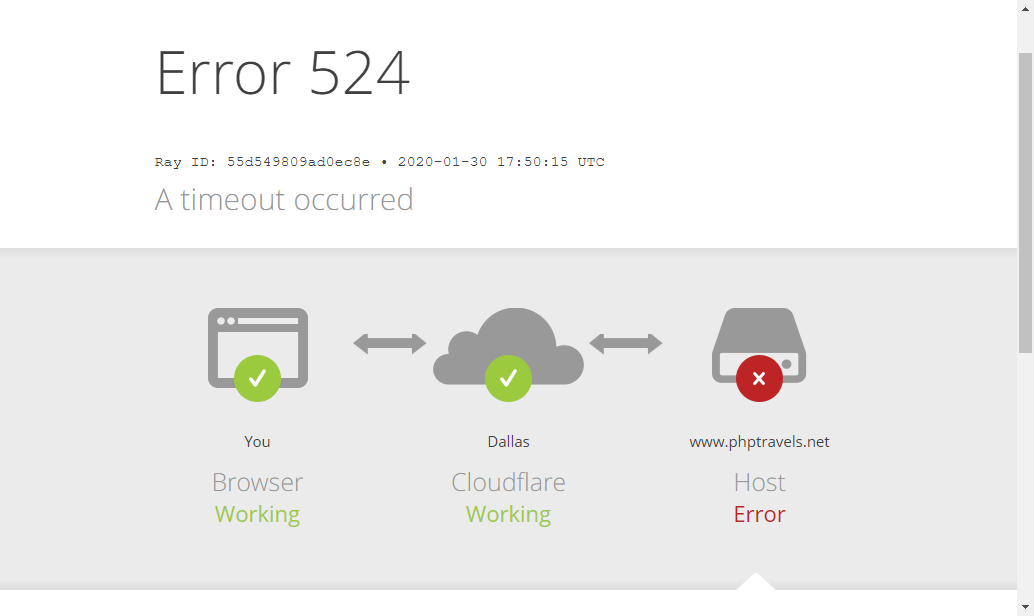 Error 524
Ray ID: 55d549809ad0ec8e • 2020-01-30 17:50:15 UTC
A timeout occurred
You
Browser
Working
Dallas
Cloudflare
Working
www.phptravels.net
Host
Error